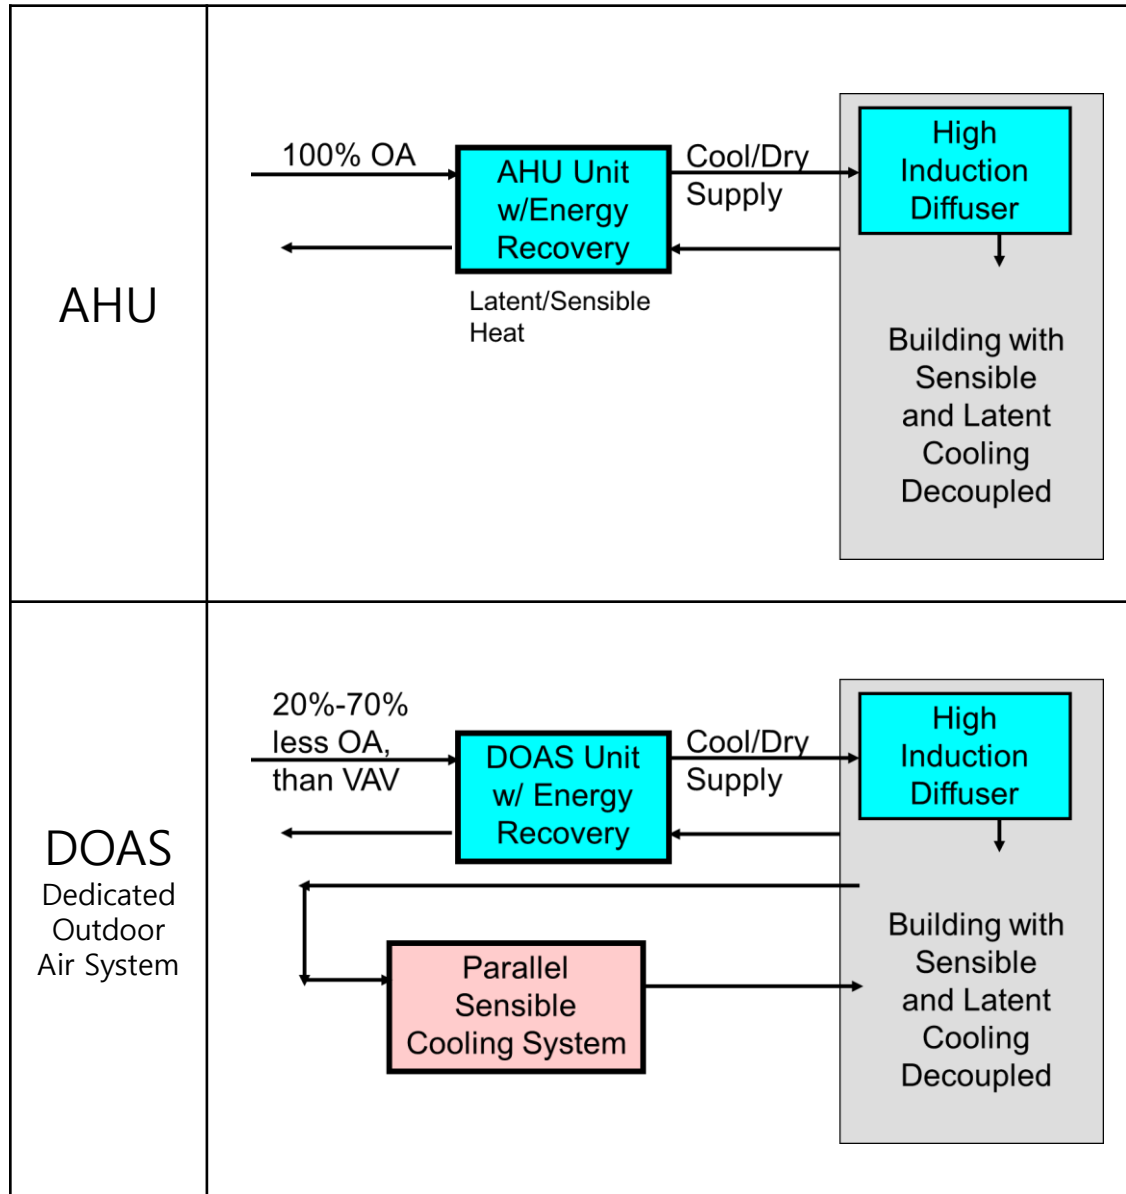 AHU
100% OA
AHU Unit
w/Energy
Recovery
Latent/Sensible
Heat
Cool/Dry
Supply
High
Induction
Diffuser
Building with
Sensible
and Latent
Cooling
Decoupled
DOAS
Dedicated
Outdoor
Air System
20%-70%
less OA,
than VAV
DOAS Unit
w/ Energy
Recovery
Cool/Dry
Supply
High
Induction
Diffuser
Parallel
Sensible
Cooling System
Building with
Sensible
and Latent
Cooling
Decoupled